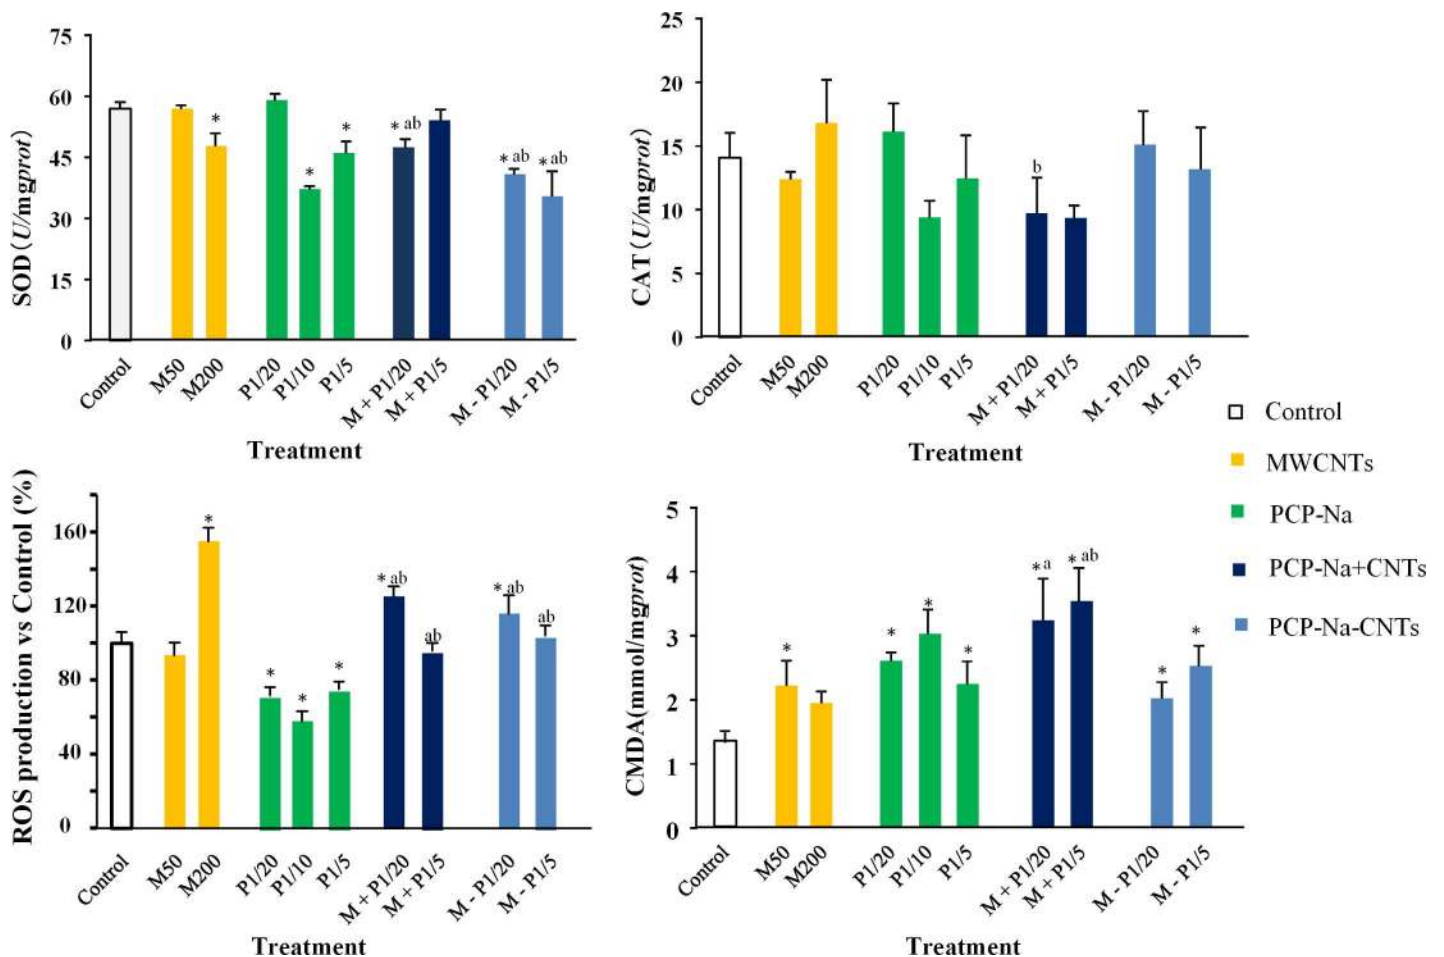 75
60
45
30
15
0
SOD (U/mgprot)
*
*
*
* ab
* ab
* ab
Control
M50
M200
P1/20
P1/10
P1/5
M + P1/20
M + P1/5
M - P1/20
M - P1/5
Treatment
25
20
15
10
5
0
CAT (U/mgprot)
b
Control
M50
M200
P1/20
P1/10
P1/5
M + P1/20
M + P1/5
M - P1/20
M - P1/5
Treatment
Control
MWCNTs
PCP-Na
PCP-Na+CNTs
PCP-Na-CNTs
160
120
80
40
0
ROS production vs Control (%)
*
*
*
*
* ab
ab
* ab
ab
Control
M50
M200
P1/20
P1/10
P1/5
M + P1/20
M + P1/5
M - P1/20
M - P1/5
Treatment
5
4
3
2
1
0
CMDA(mmol/mgprot)
*
*
*
*
* a
* ab
*
*
Control
M50
M200
P1/20
P1/10
P1/5
M + P1/20
M + P1/5
M - P1/20
M - P1/5
Treatment